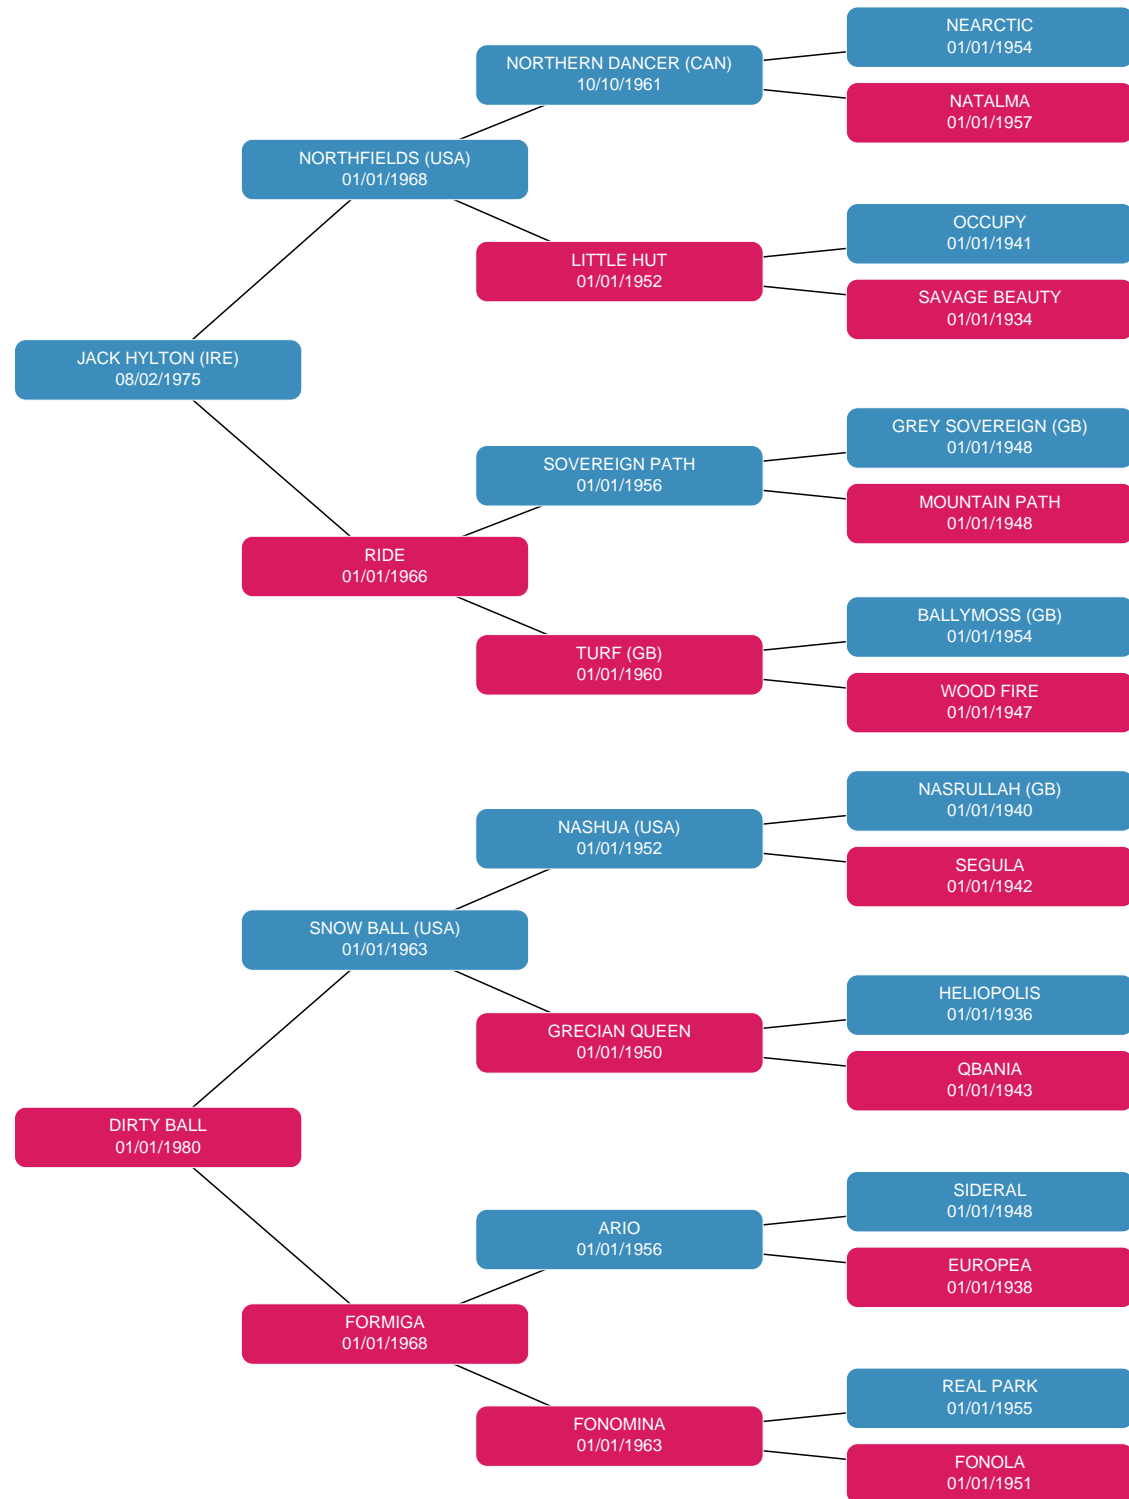 NEARCTIC
01/01/1954
NORTHERN DANCER (CAN)
10/10/1961
NATALMA
01/01/1957
NORTHFIELDS (USA)
01/01/1968
OCCUPY
01/01/1941
LITTLE HUT
01/01/1952
SAVAGE BEAUTY
01/01/1934
JACK HYLTON (IRE)
08/02/1975
GREY SOVEREIGN (GB)
01/01/1948
SOVEREIGN PATH
01/01/1956
MOUNTAIN PATH
01/01/1948
RIDE
01/01/1966
BALLYMOSS (GB)
01/01/1954
TURF (GB)
01/01/1960
WOOD FIRE
01/01/1947
NASRULLAH (GB)
01/01/1940
NASHUA (USA)
01/01/1952
SEGULA
01/01/1942
SNOW BALL (USA)
01/01/1963
HELIOPOLIS
01/01/1936
GRECIAN QUEEN
01/01/1950
QBANIA
01/01/1943
DIRTY BALL
01/01/1980
SIDERAL
01/01/1948
ARIO
01/01/1956
EUROPEA
01/01/1938
FORMIGA
01/01/1968
REAL PARK
01/01/1955
FONOMINA
01/01/1963
FONOLA
01/01/1951